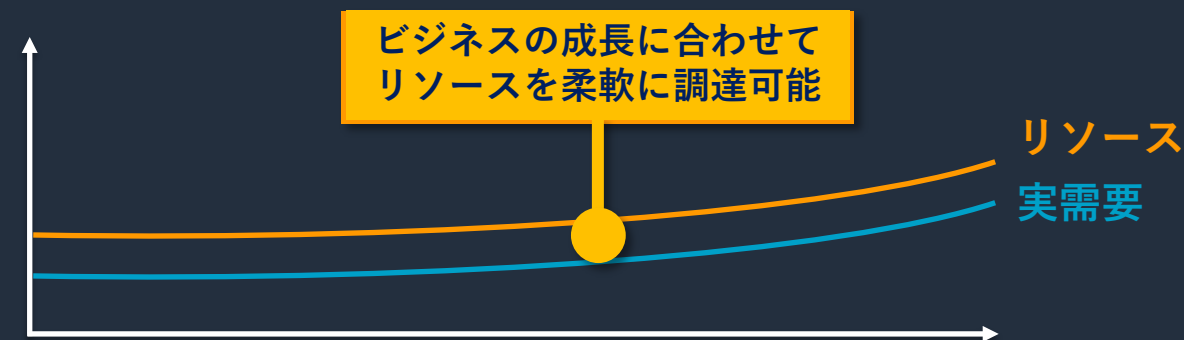 ビジネスの成長に合わせて
リソースを柔軟に調達可能
リソース
実需要